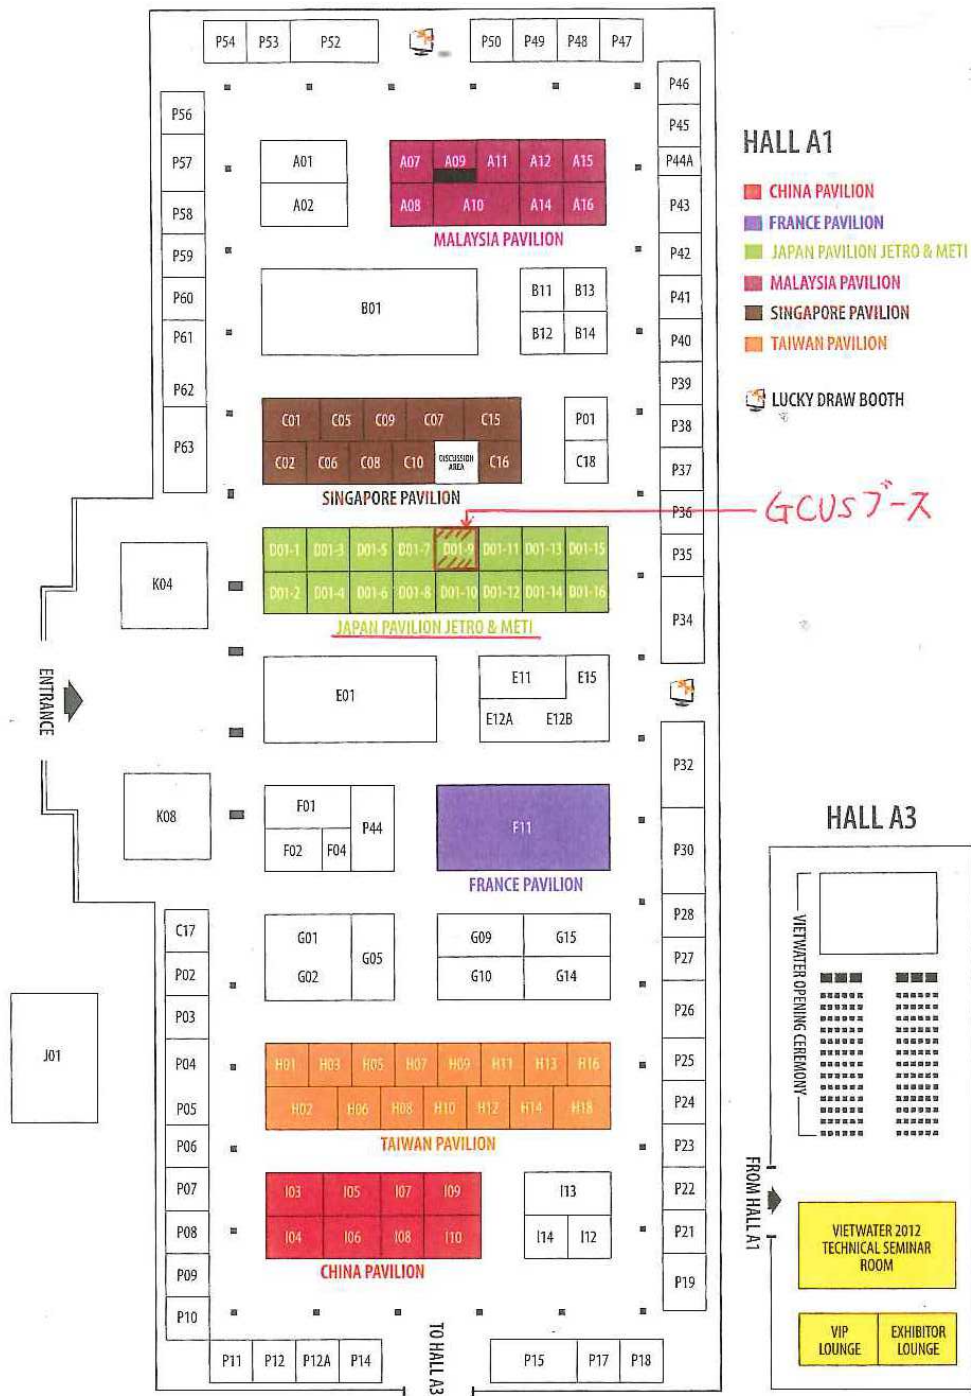 P54 P53 P52 P50 P49 P48 P47
P56
P57
P58
P59
P60
P61
P62
P63
P46
P45
P44A
P43
P42
P41
P40
P39
P38
P37
P36
P35
P34
A01
A02
A07 A09 A11 A12 A15
A08 A10 A14 A16
MALAYSIA PAVILION
B01
B11 B13
B12 B14
C01 C05 C09 C07 C15
C02 C06 C08 C10 DISCUSSION AREA C16
SINGAPORE PAVILION
P01
C18
D01-1 D01-3 D01-5 D01-7 D01-9 D01-11 D01-13 D01-15
D01-2 D01-4 D01-6 D01-8 D01-10 D01-12 D01-14 D01-16
JAPAN PAVILION JETRO & METI
GCUSブース
HALL A1
CHINA PAVILION
FRANCE PAVILION
JAPAN PAVILION JETRO & METI
MALAYSIA PAVILION
SINGAPORE PAVILION
TAIWAN PAVILION
LUCKY DRAW BOOTH
K04
ENTRANCE
K08
E01
E11 E15
E12A E12B
F01
F02 F04
P44
F11
FRANCE PAVILION
P32
P30
P28
P27
P26
P25
P24
P23
P22
P21
P19
C17
P02
P03
P04
P05
P06
P07
P08
P09
P10
J01
G01
G02
G05
G09 G15
G10 G14
H01 H03 H05 H07 H09 H11 H13 H16
H02 H06 H08 H10 H12 H14 H18
TAIWAN PAVILION
I03 I05 I07 I09
I04 I06 I08 I10
CHINA PAVILION
I13
I14 I12
P11 P12 P12A P14
TO HALL A3
P15 P17 P18
HALL A3
VIETWATER OPENING CEREMONY
FROM HALL A1
VIETWATER 2012
TECHNICAL SEMINAR
ROOM
VIP
LOUNGE
EXHIBITOR
LOUNGE